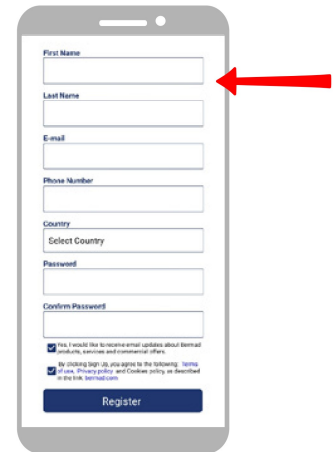 First Name
Last Name
E-mail
Phone Number
Country
Select Country
Password
Confirm Password
Yes, I would like to receive email updates about Bermad
products, services and commercial offers.
By clicking Sign Up, you agree to the following: Terms
of use, Privacy policy and Cookies policy, as described
in the link: bermad.com
Register